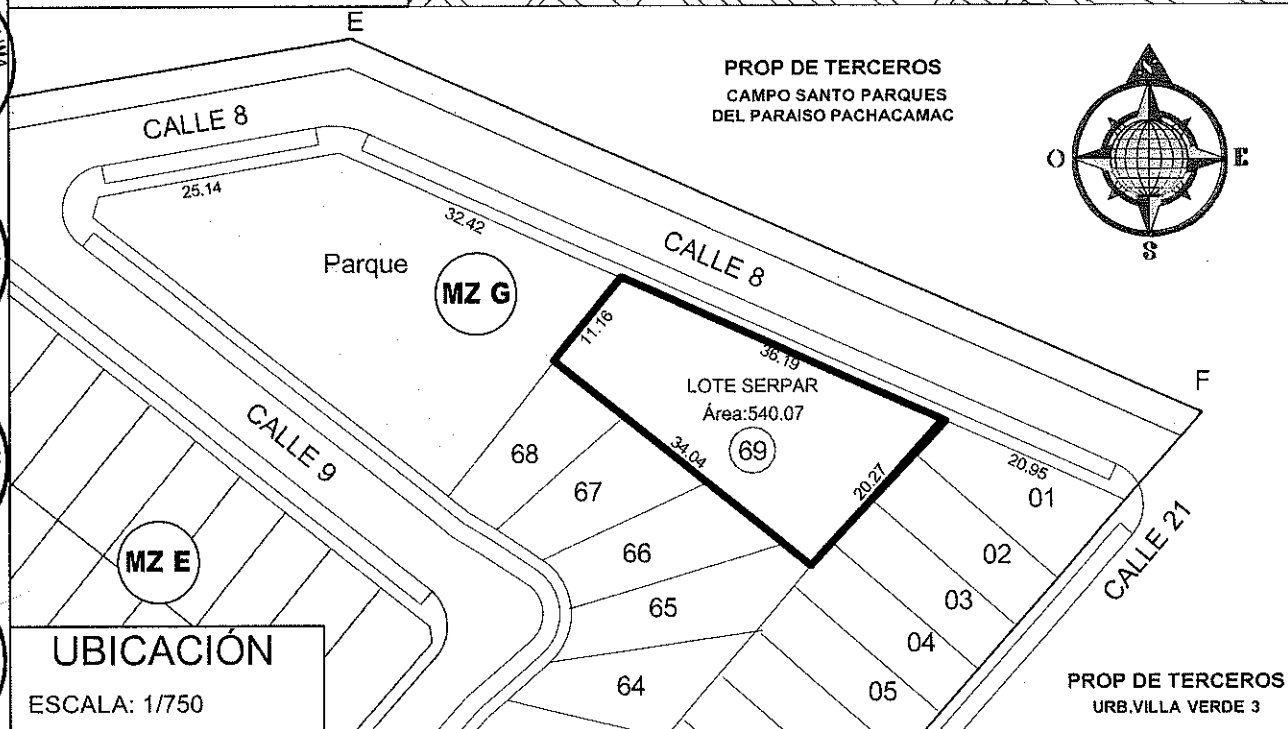 E
PROP DE TERCEROS
CAMPO SANTO PARQUES
DEL PARAISO PACHACAMAC
N
O
E
S
CALLE 8
25.14
32.42
Parque
MZ G
CALLE 8
11.16
36.19
LOTE SERPAR
Área:540.07
69
34.04
20.27
F
20.95
CALLE 9
68
67
66
65
64
01
02
03
04
05
CALLE 21
MZ E
UBICACIÓN
ESCALA: 1/750
PROP DE TERCEROS
URB.VILLA VERDE 3